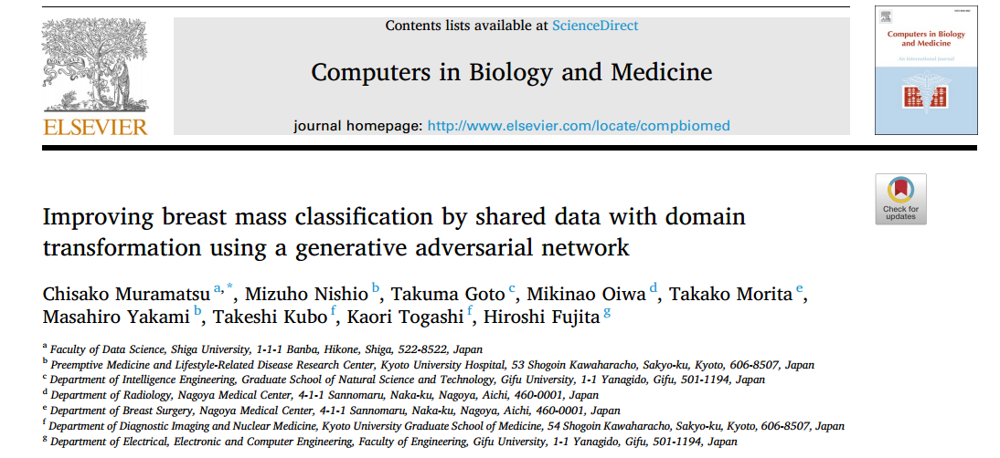 Contents lists available at ScienceDirect
Computers in Biology and Medicine
journal homepage: http://www.elsevier.com/locate/compbiomed
ELSEVIER
Computers in Biology
and Medicine
An International Journal
Check for
updates
Improving breast mass classification by shared data with domain
transformation using a generative adversarial network
Chisako Muramatsu a,*, Mizuho Nishio b, Takuma Goto c, Mikinao Oiwa d, Takako Morita e,
Masahiro Yakami b, Takeshi Kubo f, Kaori Togashi f, Hiroshi Fujita g
a Faculty of Data Science, Shiga University, 1-1-1 Banba, Hikone, Shiga, 522-8522, Japan
b Preemptive Medicine and Lifestyle-Related Disease Research Center, Kyoto University Hospital, 53 Shogoin Kawaharacho, Sakyo-ku, Kyoto, 606-8507, Japan
c Department of Intelligence Engineering, Graduate School of Natural Science and Technology, Gifu University, 1-1 Yanagido, Gifu, 501-1194, Japan
d Department of Radiology, Nagoya Medical Center, 4-1-1 Sannomaru, Naka-ku, Nagoya, Aichi, 460-0001, Japan
e Department of Breast Surgery, Nagoya Medical Center, 4-1-1 Sannomaru, Naka-ku, Nagoya, Aichi, 460-0001, Japan
f Department of Diagnostic Imaging and Nuclear Medicine, Kyoto University Graduate School of Medicine, 54 Shogoin Kawaharacho, Sakyo-ku, Kyoto, 606-8507, Japan
g Department of Electrical, Electronic and Computer Engineering, Faculty of Engineering, Gifu University, 1-1 Yanagido, Gifu, 501-1194, Japan